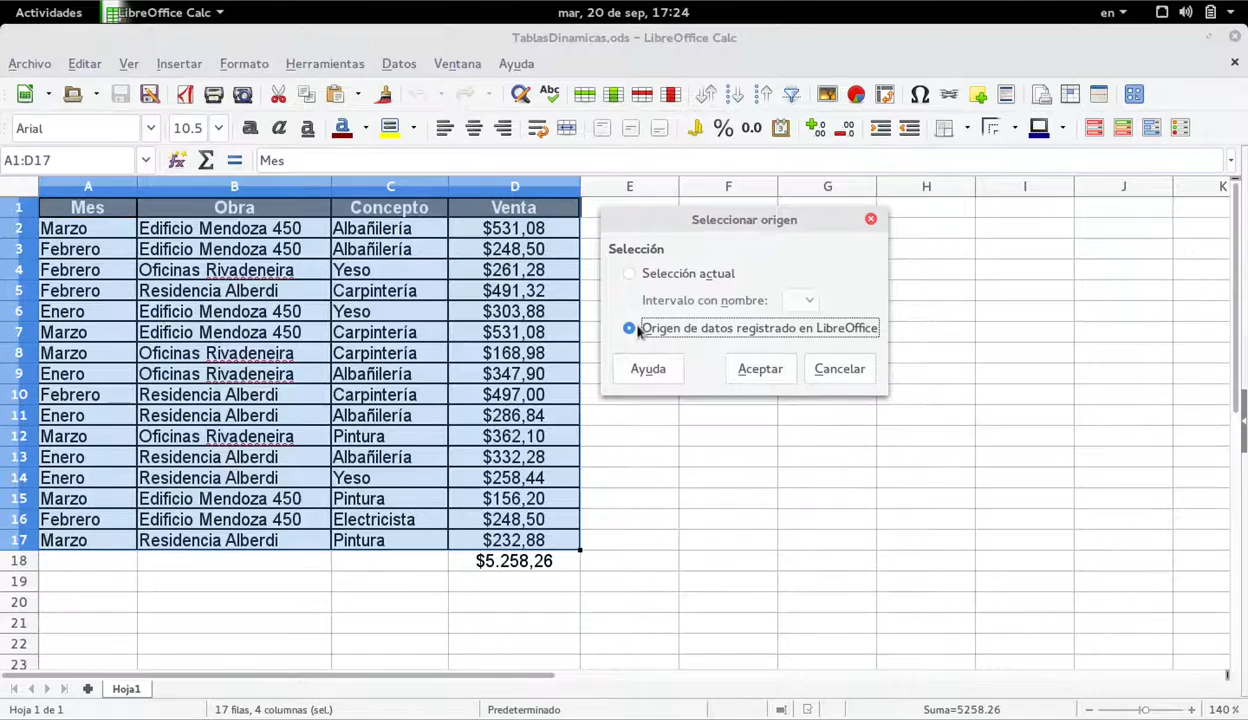 Actividades LibreOffice Calc mar, 20 de sep, 17:24 en
TablasDinamicas.ods – LibreOffice Calc
Archivo Editar Ver Insertar Formato Herramientas Datos Ventana Ayuda
Arial 10.5
A1:D17 Mes
A B C D E F G H I J K
1 Mes Obra Concepto Venta
2 Marzo Edificio Mendoza 450 Albañilería $531,08
3 Febrero Edificio Mendoza 450 Albañilería $248,50
4 Febrero Oficinas Rivadeneira Yeso $261,28
5 Febrero Residencia Alberdi Carpintería $491,32
6 Enero Edificio Mendoza 450 Yeso $303,88
7 Marzo Edificio Mendoza 450 Carpintería $531,08
8 Marzo Oficinas Rivadeneira Carpintería $168,98
9 Enero Oficinas Rivadeneira Albañilería $347,90
10 Febrero Residencia Alberdi Carpintería $497,00
11 Enero Residencia Alberdi Albañilería $286,84
12 Marzo Oficinas Rivadeneira Pintura $362,10
13 Enero Residencia Alberdi Albañilería $332,28
14 Enero Residencia Alberdi Yeso $258,44
15 Marzo Edificio Mendoza 450 Pintura $156,20
16 Febrero Edificio Mendoza 450 Electricista $248,50
17 Marzo Residencia Alberdi Pintura $232,88
18 $5.258,26
19
20
21
22
23
Seleccionar origen
Selección
Selección actual
Intervalo con nombre:
Origen de datos registrado en LibreOffice
Ayuda Aceptar Cancelar
Hoja1
Hoja 1 de 1 17 filas, 4 columnas (sel.) Predeterminado Suma=5258.26 140 %